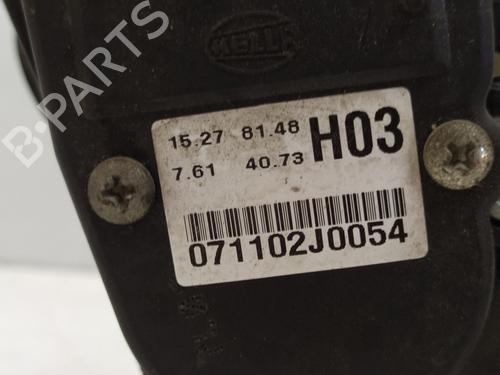 HELLA
B-PARTS
15.27 81.48 H03
7.61 40.73
071102J0054